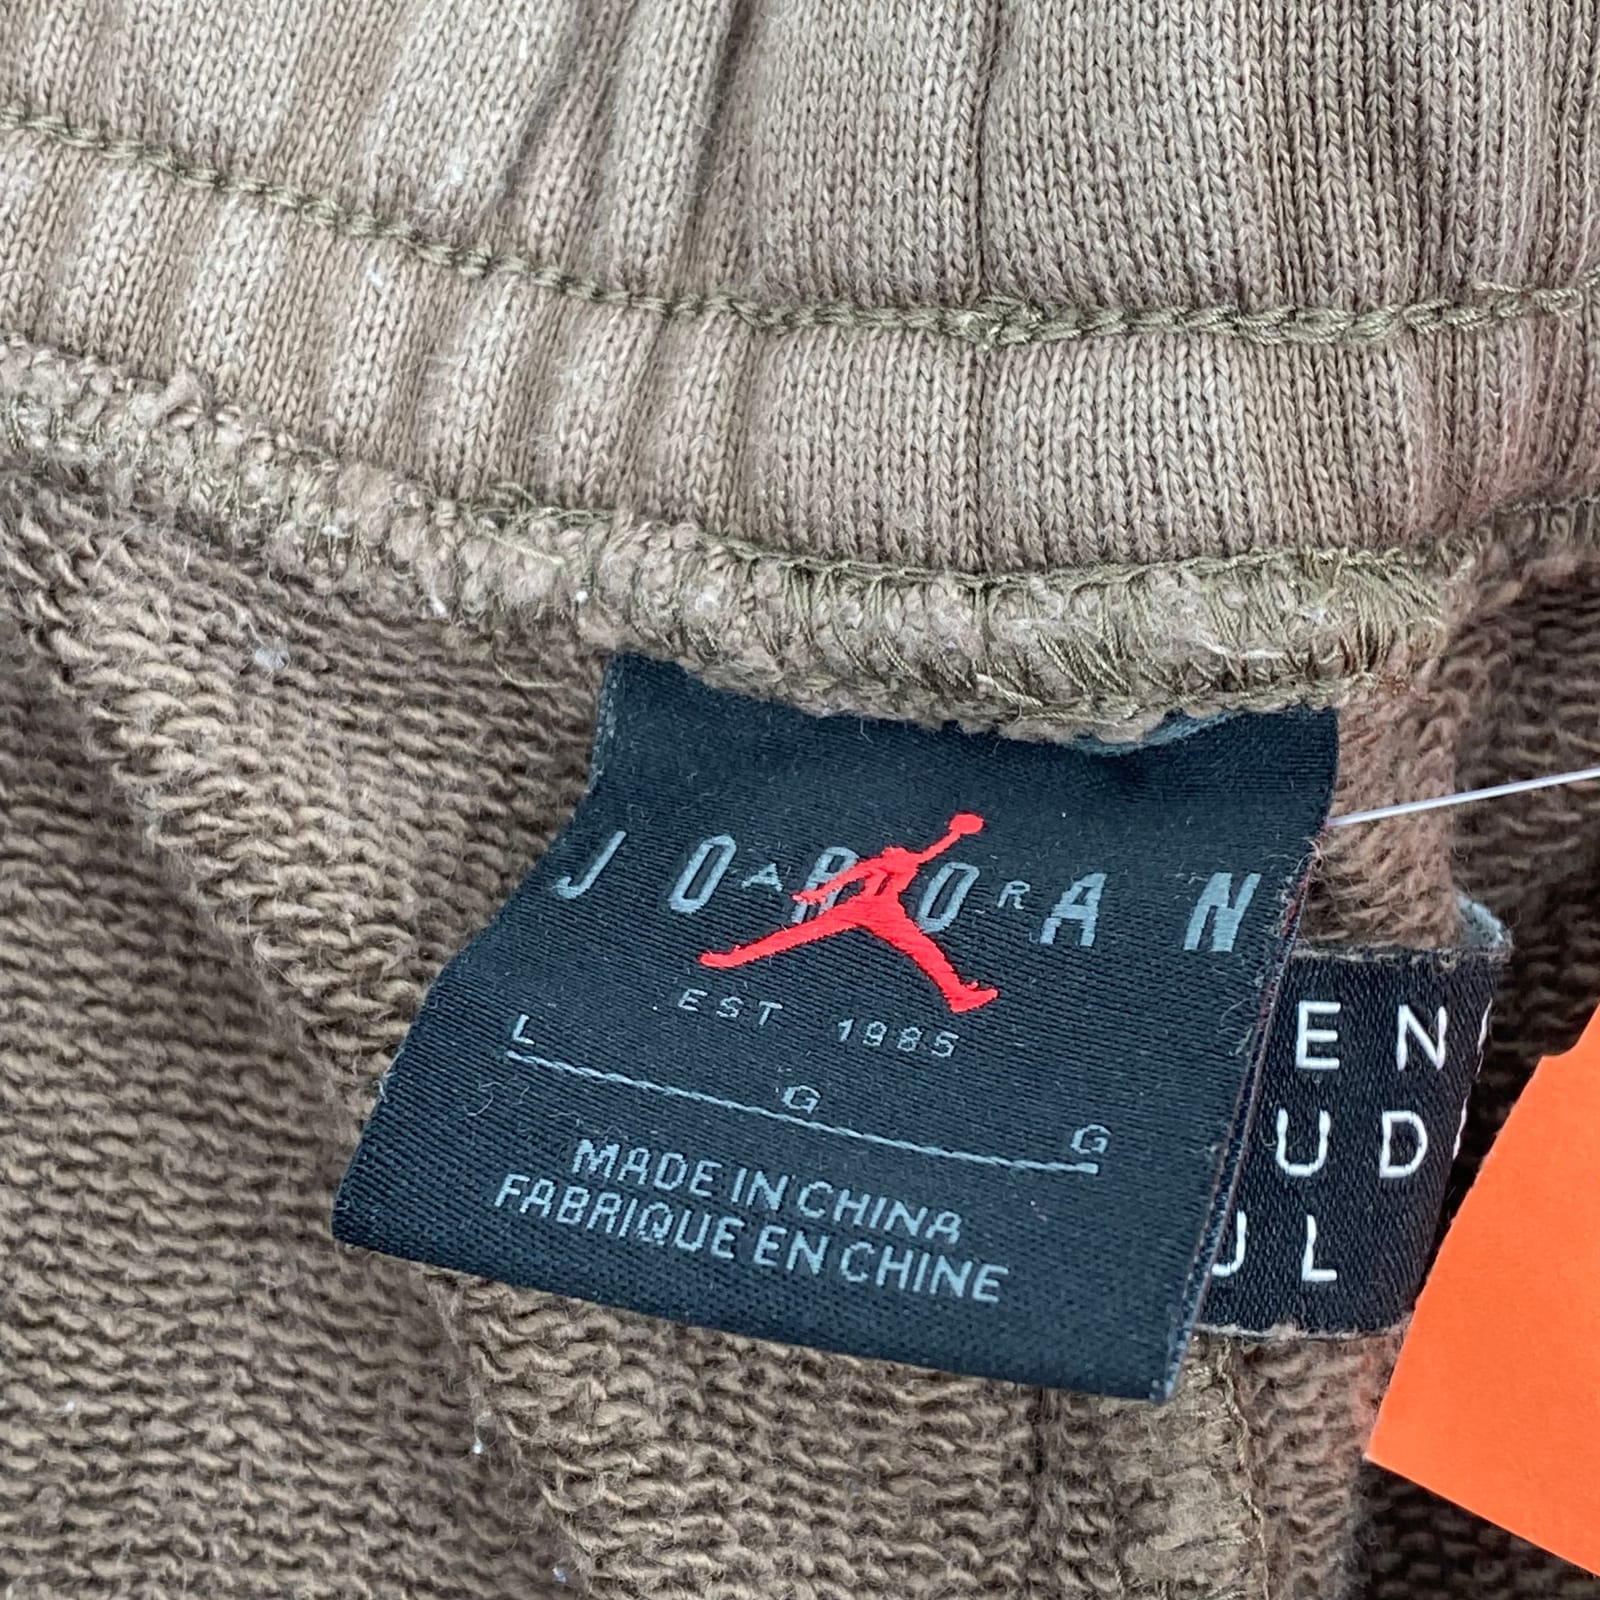 JORDAN
AIR
EST 1985
L
G
G
MADE IN CHINA
FABRIQUE EN CHINE
EN
UD
UL